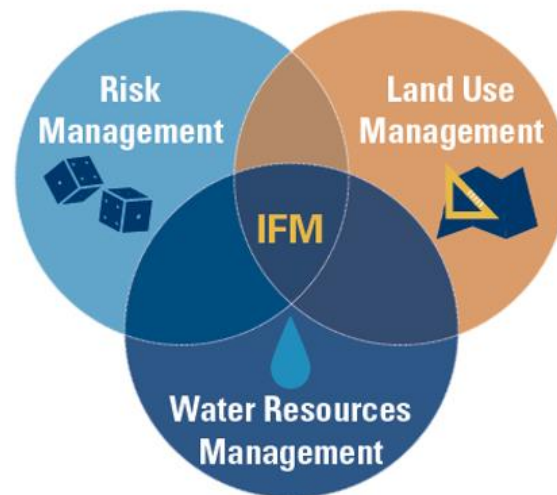 Risk
Management
Land Use
Management
IFM
Water Resources
Management